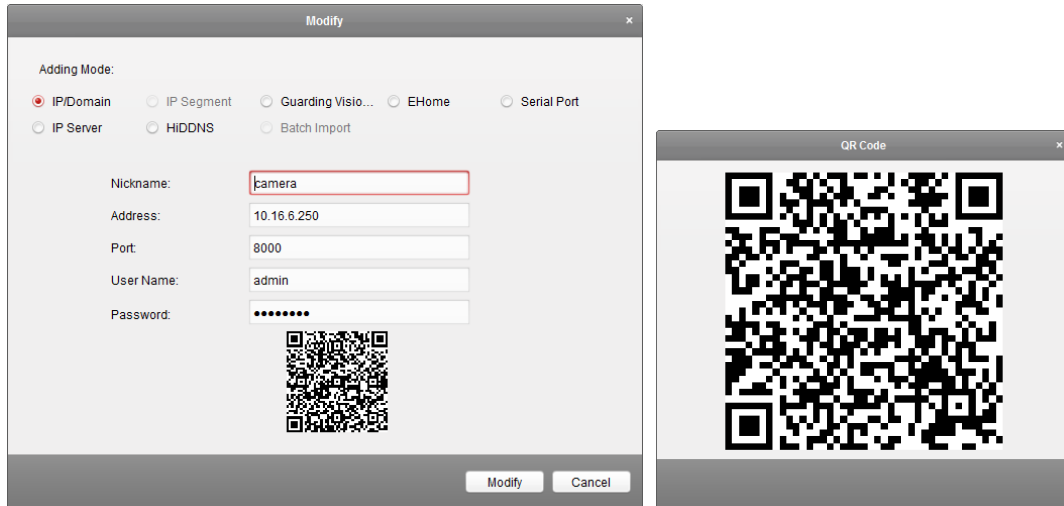 Modify
×
Adding Mode:
IP/Domain IP Segment Guarding Visio... EHome Serial Port
IP Server HiDDNS Batch Import
Nickname: camera
Address: 10.16.6.250
Port: 8000
User Name: admin
Password: ••••••••
Modify Cancel
QR Code
×